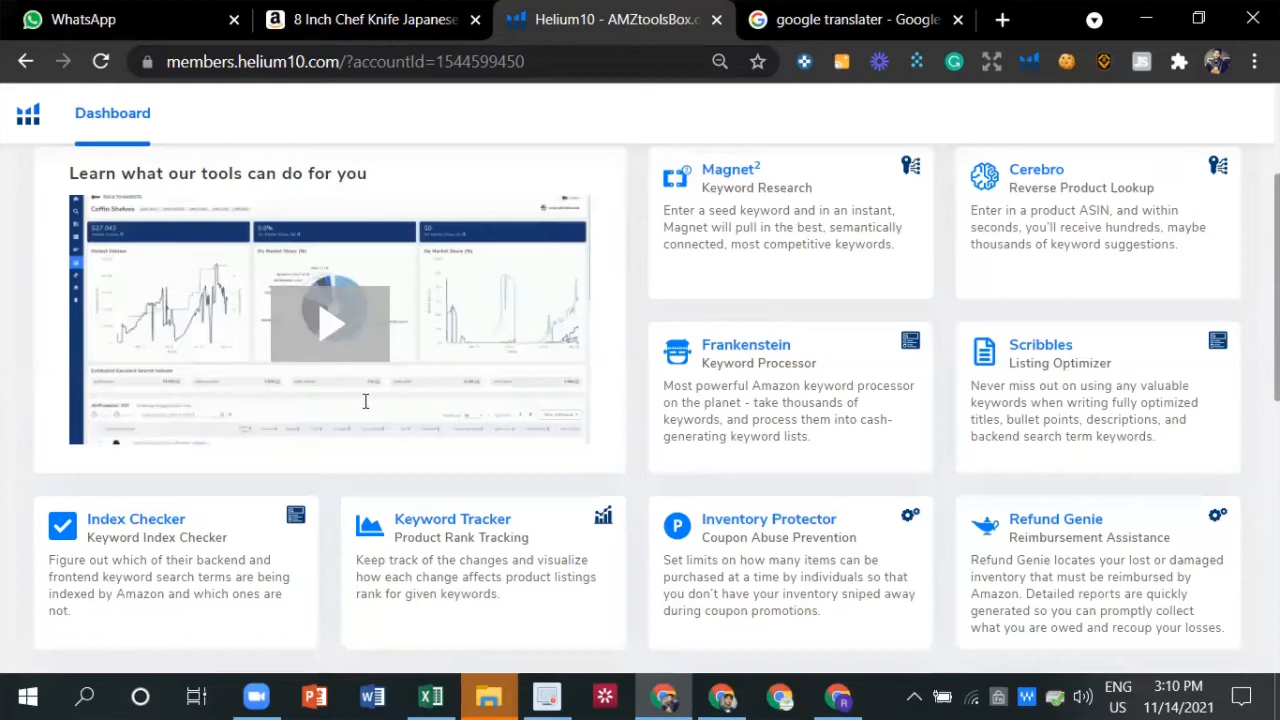 WhatsApp
8 Inch Chef Knife Japanese
Helium10 - AMZtoolsBox.c
google translater - Google
members.helium10.com/?accountId=1544599450
Dashboard
Learn what our tools can do for you
Coffin Shelves
Magnet²
Keyword Research
Enter a seed keyword and in an instant,
Magnet will pull in the best, semantically
connected, most competitive keywords.
Cerebro
Reverse Product Lookup
Enter in a product ASIN, and within
seconds, you'll receive hundreds, maybe
thousands of keyword suggestions.
Frankenstein
Keyword Processor
Most powerful Amazon keyword processor
on the planet - take thousands of
keywords, and process them into cash-
generating keyword lists.
Scribbles
Listing Optimizer
Never miss out on using any valuable
keywords when writing fully optimized
titles, bullet points, descriptions, and
backend search term keywords.
Index Checker
Keyword Index Checker
Figure out which of their backend and
frontend keyword search terms are being
indexed by Amazon and which ones are
not.
Keyword Tracker
Product Rank Tracking
Keep track of the changes and visualize
how each change affects product listings
rank for given keywords.
Inventory Protector
Coupon Abuse Prevention
Set limits on how many items can be
purchased at a time by individuals so that
you don't have your inventory sniped away
during coupon promotions.
Refund Genie
Reimbursement Assistance
Refund Genie locates your lost or damaged
inventory that must be reimbursed by
Amazon. Detailed reports are quickly
generated so you can promptly collect
what you are owed and recoup your losses.
ENG
US
3:10 PM
11/14/2021